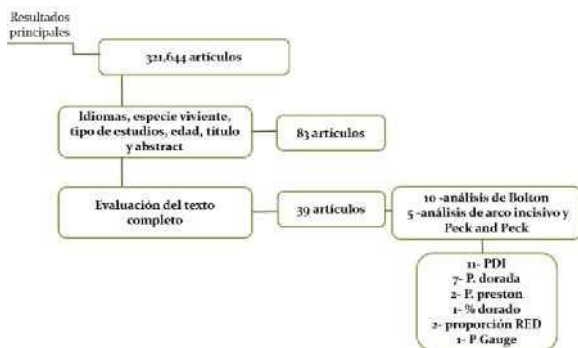 Resultados
principales
321,644 artículos
Idiomas, especie viviente,
tipo de estudios, edad, título
y abstract
83 artículos
Evaluación del texto
completo
39 artículos
10 -análisis de Bolton
5 -análisis de arco incisivo y
Peck and Peck
11- PDI
7- P. dorada
2- P. preston
1- % dorado
2- proporción RED
1- P Gauge